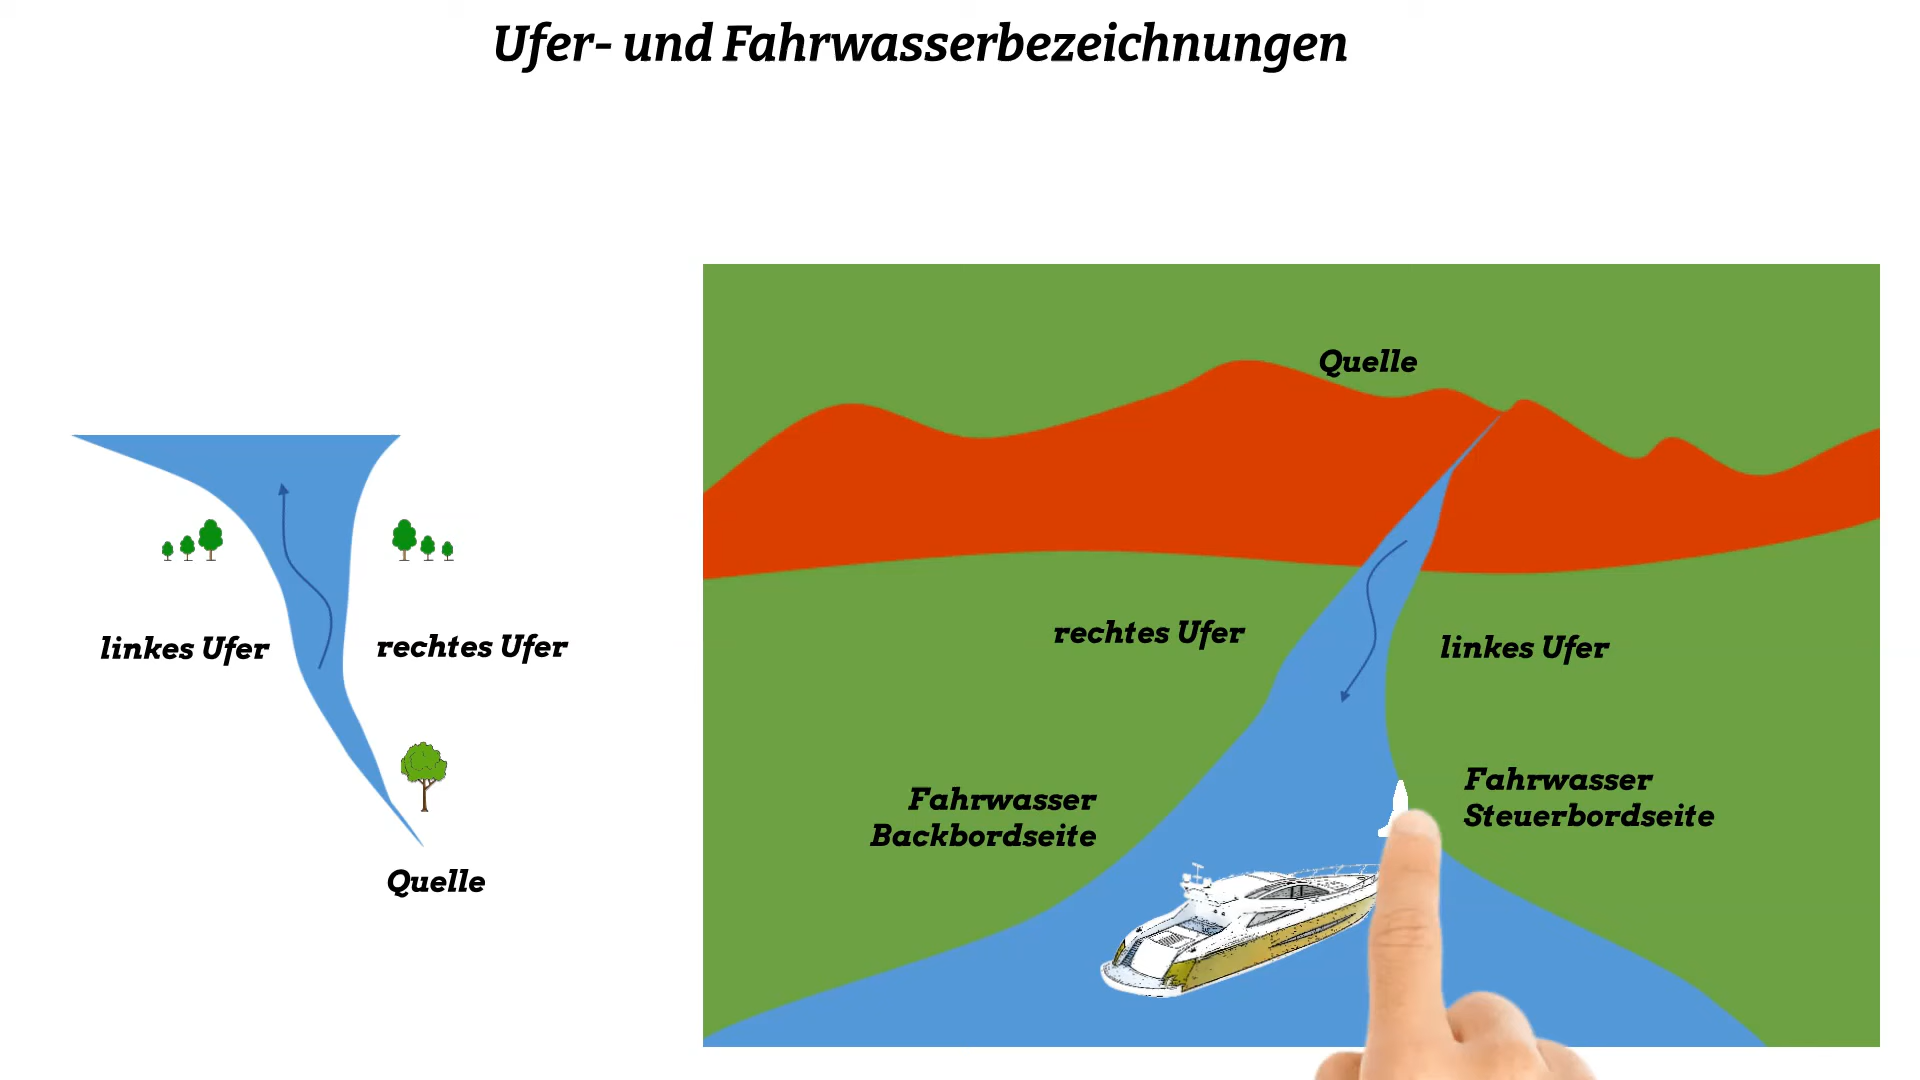 Ufer- und Fahrwasserbezeichnungen
linkes Ufer
rechtes Ufer
Quelle
Quelle
rechtes Ufer
linkes Ufer
Fahrwasser
Backbordseite
Fahrwasser
Steuerbordseite